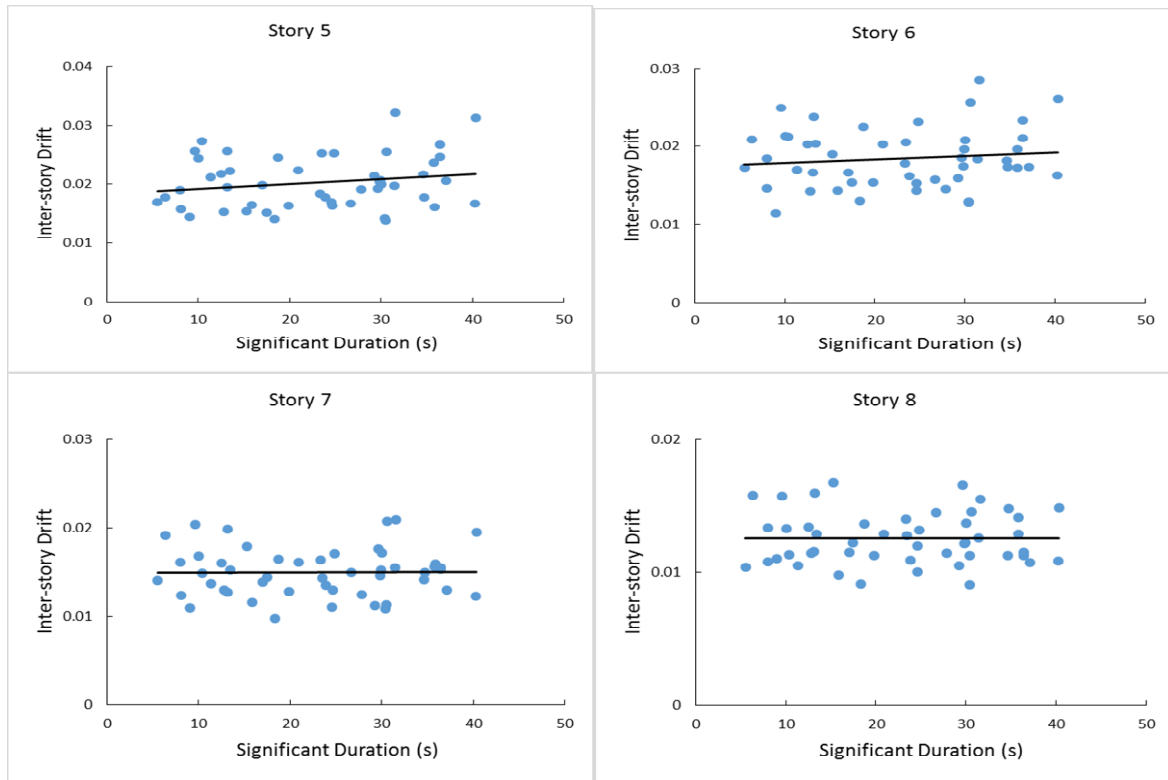 Story 5
0.04
0.03
0.02
0.01
0
0 10 20 30 40 50
Inter-story Drift
Significant Duration (s)
Story 6
0.03
0.02
0.01
0
0 10 20 30 40 50
Inter-story Drift
Significant Duration (s)
Story 7
0.03
0.02
0.01
0
0 10 20 30 40 50
Inter-story Drift
Significant Duration (s)
Story 8
0.02
0.01
0
0 10 20 30 40 50
Inter-story Drift
Significant Duration (s)